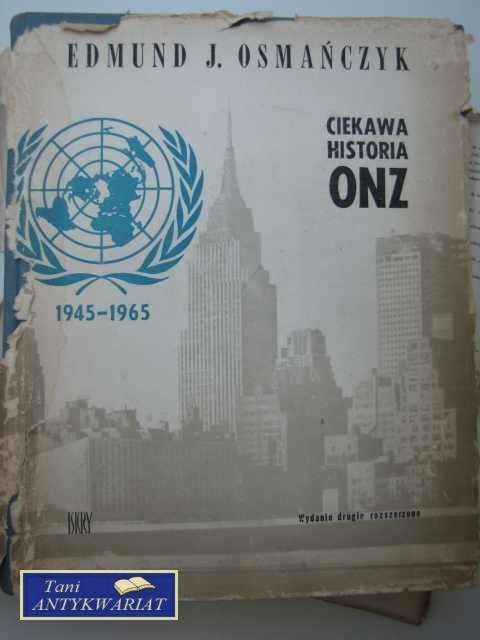 EDMUND J. OSMAŃCZYK
CIEKAWA
HISTORIA
ONZ
1945-1965
ISKRY
Wydanie drugie rozszerzone
Tani
ANTYKWARIAT